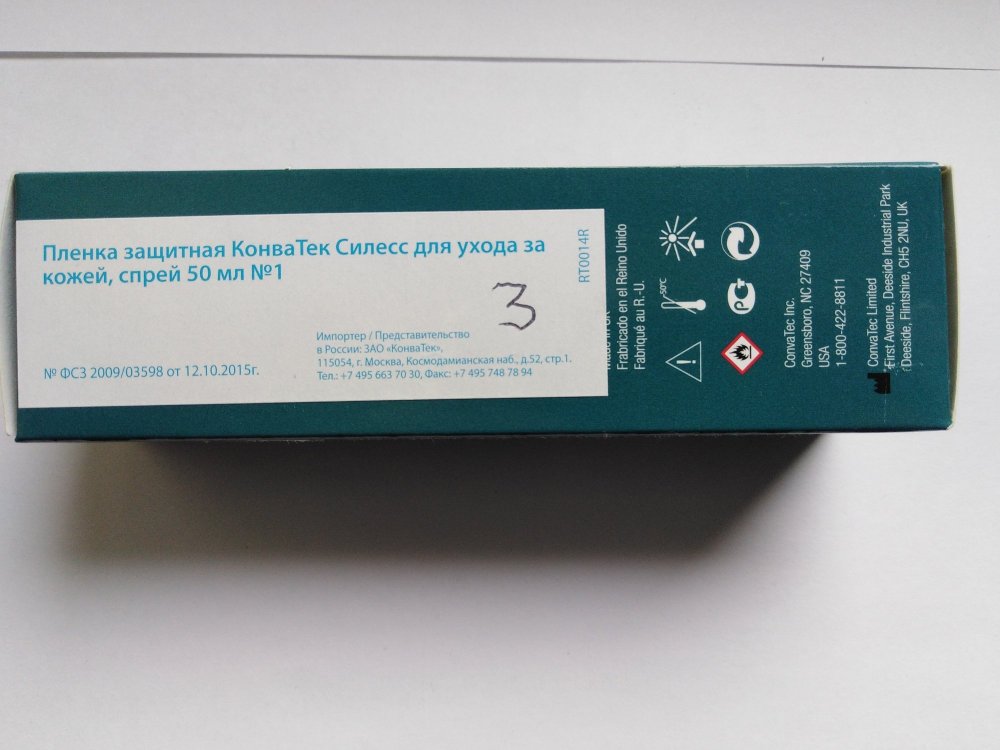 Пленка защитная КонваТек Силесс для ухода за
кожей, спрей 50 мл №1
3
Импортер / Представительство
в России: ЗАО «КонваТек»,
115054, г. Москва, Космодамианская наб., д.52, стр.1.
Тел.: +7 495 663 70 30, Факс: +7 495 748 78 94
№ ФСЗ 2009/03598 от 12.10.2015г.
RT0014R
Frabricado en el Reino Unido
Fabriqué au R.-U.
50°C
ConvaTec Inc.
Greensboro, NC 27409
USA
1-800-422-8811
ConvaTec Limited
First Avenue, Deeside Industrial Park
Deeside, Flintshire, CH5 2NU, UK